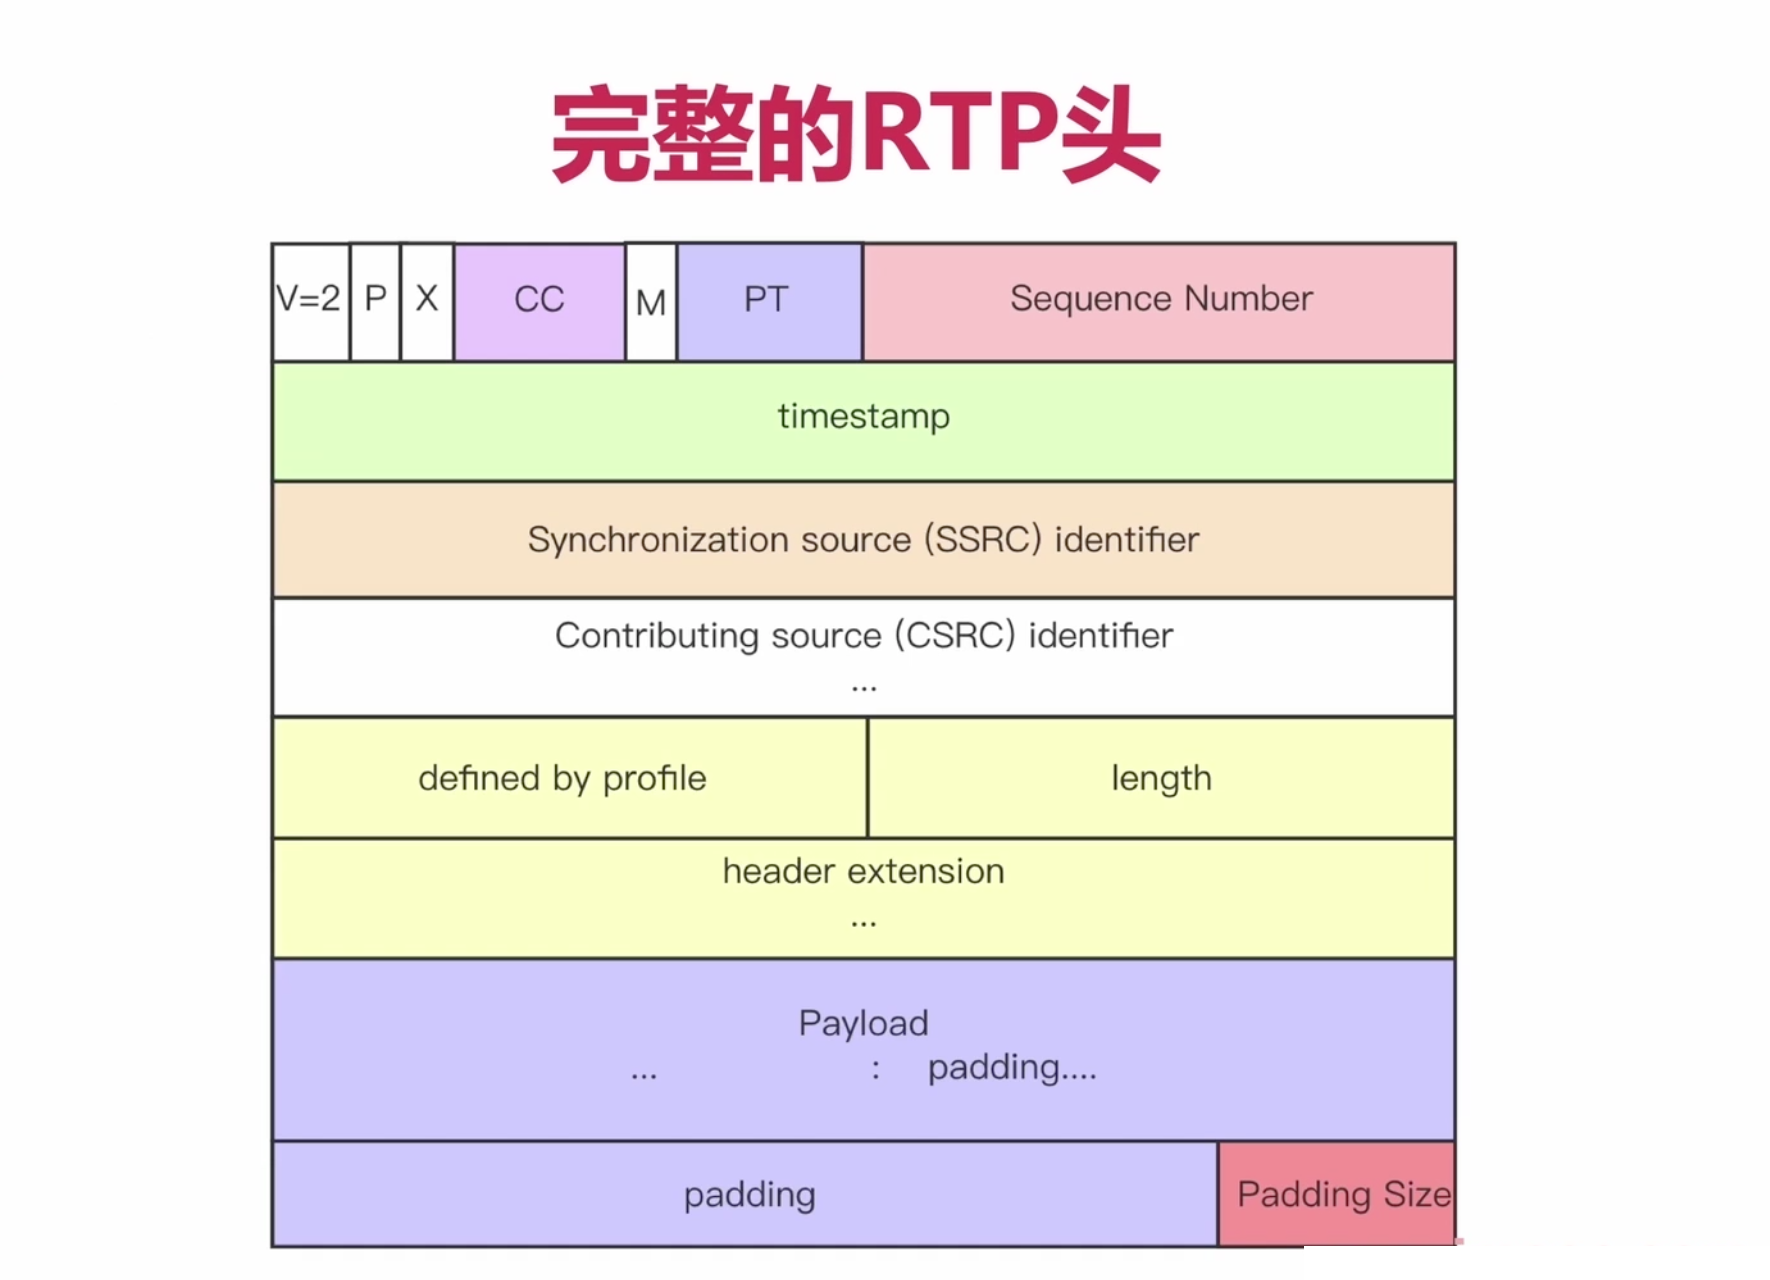 完整的RTP头
V=2 P X CC M PT Sequence Number
timestamp
Synchronization source (SSRC) identifier
Contributing source (CSRC) identifier
...
defined by profile length
header extension
...
Payload
... : padding....
padding Padding Size